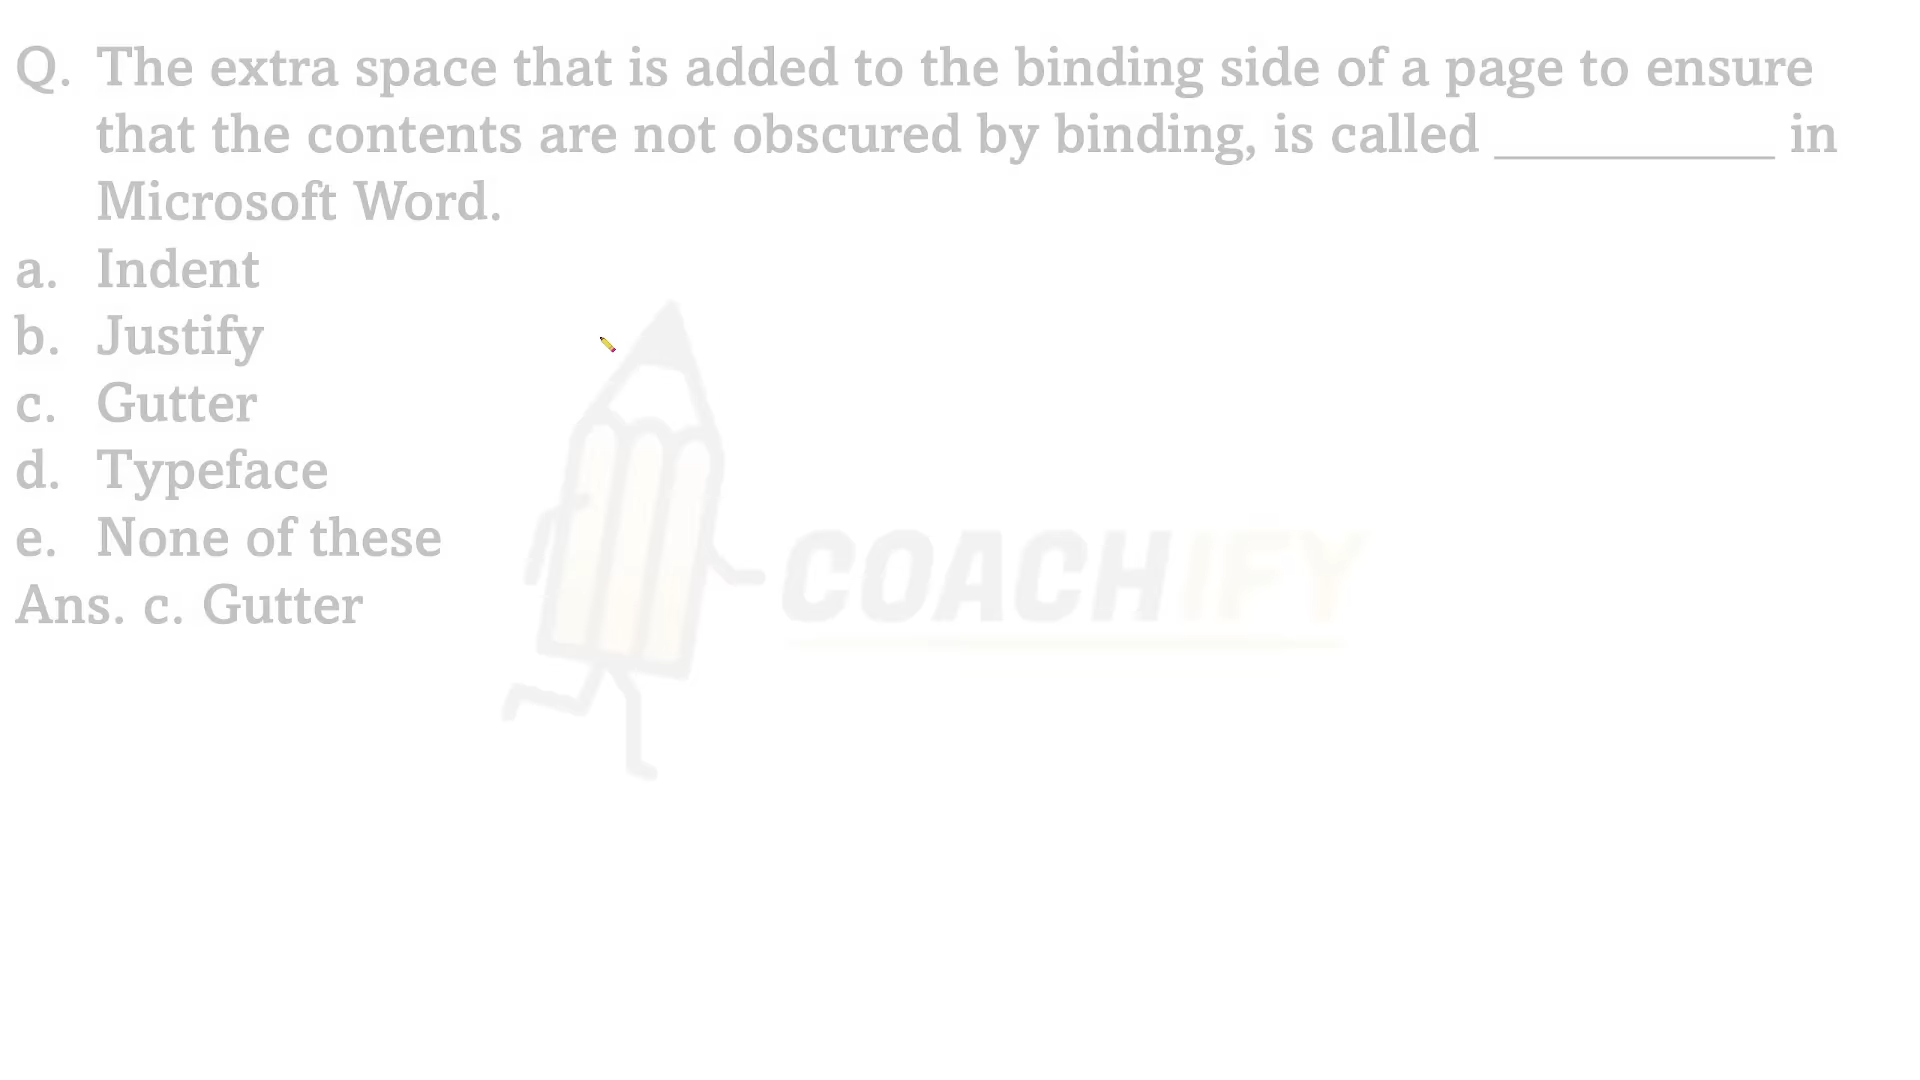 Q. The extra space that is added to the binding side of a page to ensure
that the contents are not obscured by binding, is called __________ in
Microsoft Word.
a. Indent
b. Justify
c. Gutter
d. Typeface
e. None of these
Ans. c. Gutter
COACHIFY